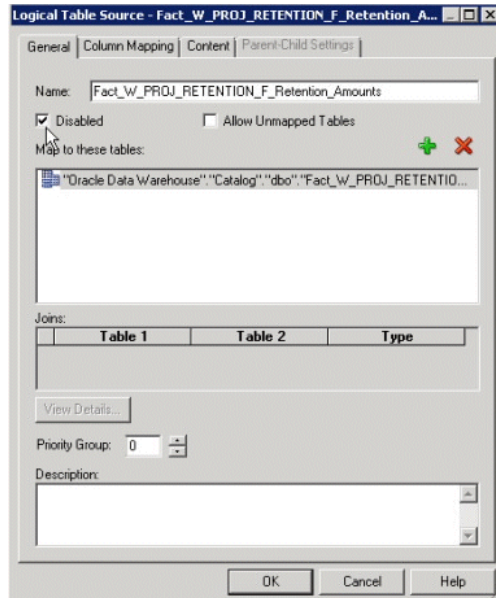 Logical Table Source - Fact_W_PROJ_RETENTION_F_Retention_A...
General Column Mapping Content Parent-Child Settings
Name: Fact_W_PROJ_RETENTION_F_Retention_Amounts
Disabled Allow Unmapped Tables
Map to these tables:
"Oracle Data Warehouse"."Catalog"."dbo"."Fact_W_PROJ_RETENTIO...
Joins:
Table 1 Table 2 Type
View Details...
Priority Group: 0
Description:
OK Cancel Help